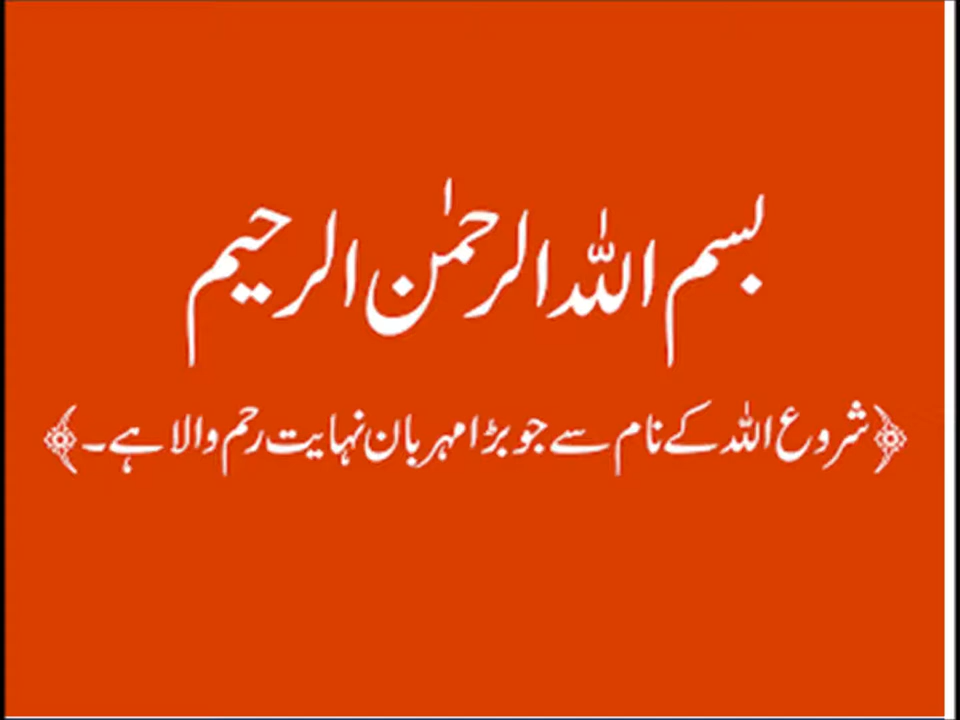 بسم اللہ الرحمٰن الرحیم
﴿شروع اللہ کے نام سے جو بڑا مہربان نہایت رحم والا ہے۔﴾